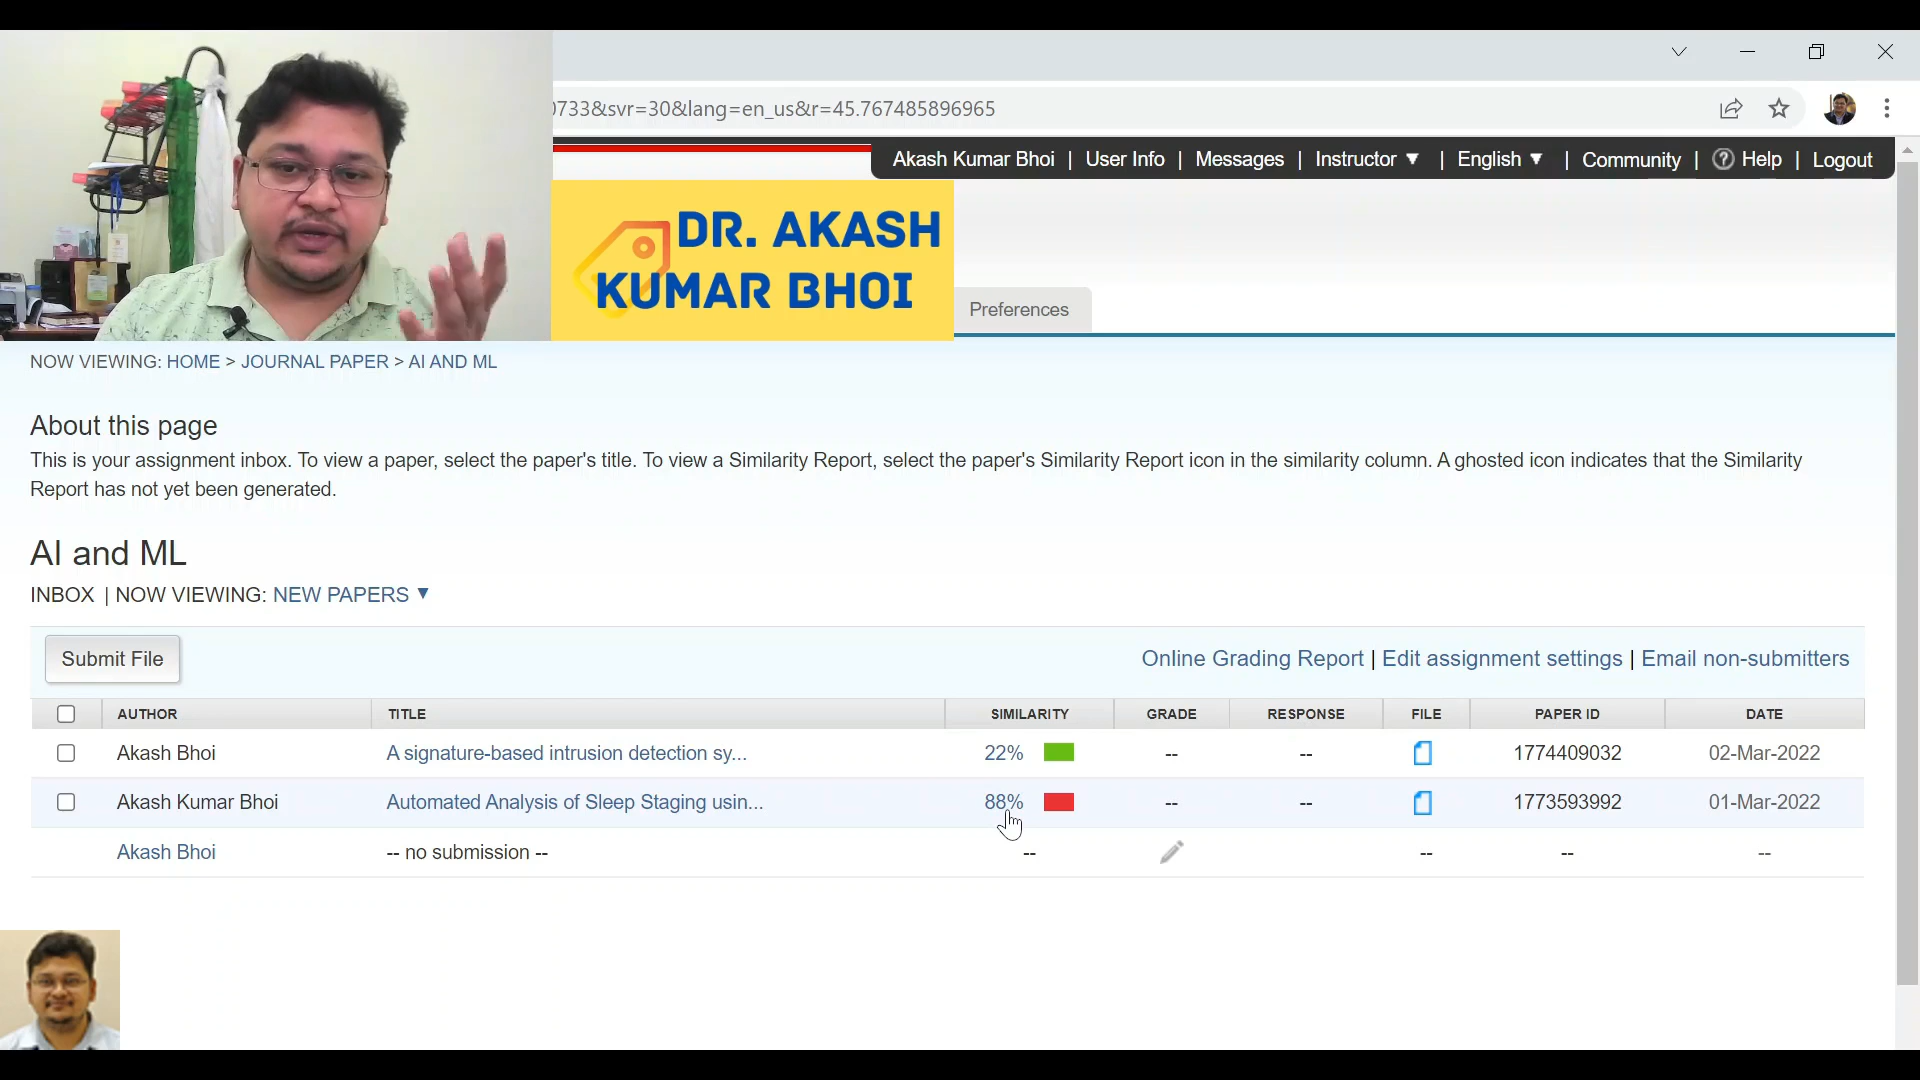 0733&svr=30&lang=en_us&r=45.767485896965
Akash Kumar Bhoi | User Info | Messages | Instructor ▼ | English ▼ | Community | ? Help | Logout
DR. AKASH
KUMAR BHOI
Preferences
NOW VIEWING: HOME > JOURNAL PAPER > AI AND ML
About this page
This is your assignment inbox. To view a paper, select the paper's title. To view a Similarity Report, select the paper's Similarity Report icon in the similarity column. A ghosted icon indicates that the Similarity
Report has not yet been generated.
AI and ML
INBOX | NOW VIEWING: NEW PAPERS ▼
Submit File
Online Grading Report | Edit assignment settings | Email non-submitters
AUTHOR TITLE SIMILARITY GRADE RESPONSE FILE PAPER ID DATE
Akash Bhoi A signature-based intrusion detection sy... 22% -- -- 1774409032 02-Mar-2022
Akash Kumar Bhoi Automated Analysis of Sleep Staging usin... 88% -- -- 1773593992 01-Mar-2022
Akash Bhoi -- no submission -- -- -- -- --